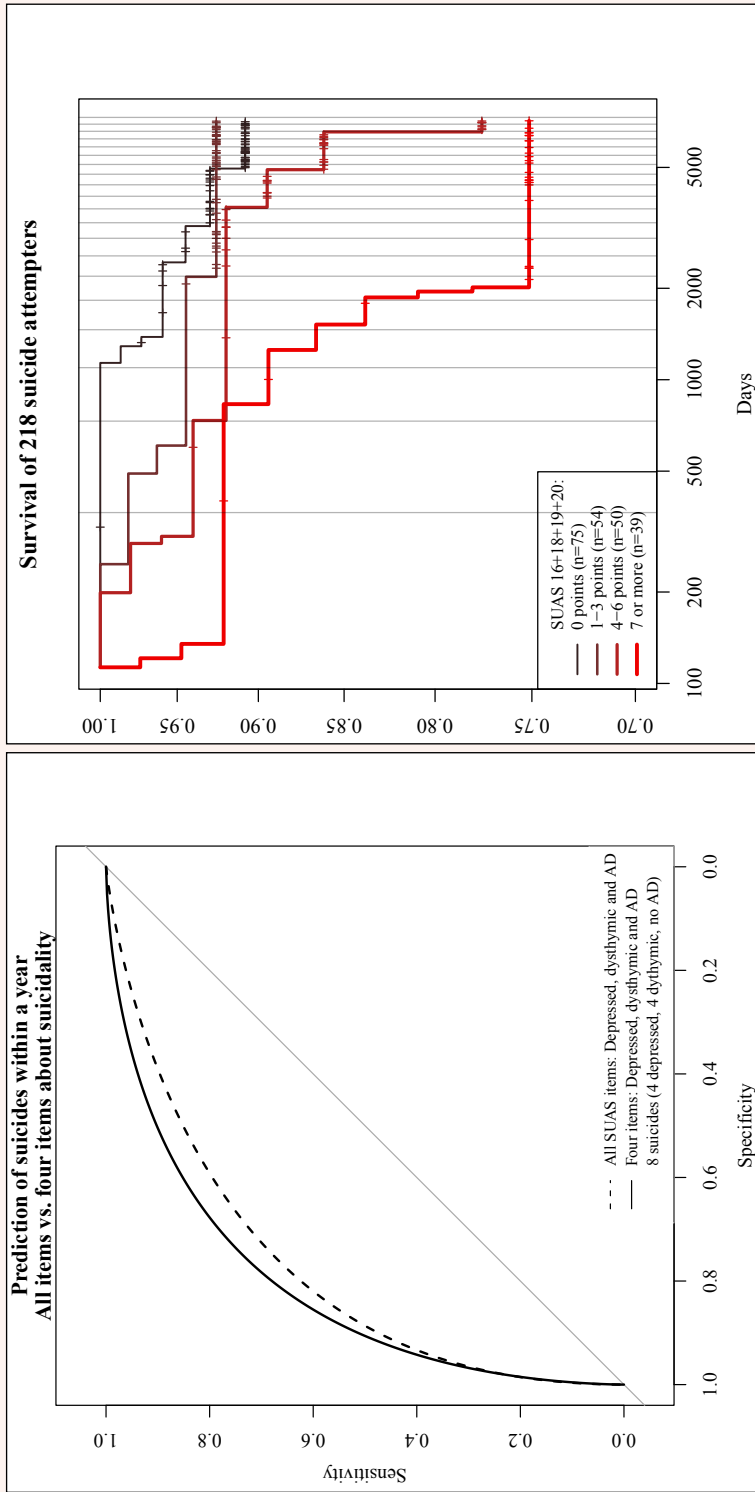 Prediction of suicides within a year
All items vs. four items about suicidality
Sensitivity
1.0
0.8
0.6
0.4
0.2
0.0
1.0 0.8 0.6 0.4 0.2 0.0
Specificity
All SUAS items: Depressed, dysthymic and AD
Four items: Depressed, dysthymic and AD
8 suicides (4 depressed, 4 dythymic, no AD)
Survival of 218 suicide attempters
1.00
0.95
0.90
0.85
0.80
0.75
0.70
100 200 500 1000 2000 5000
Days
SUAS 16+18+19+20:
0 points (n=75)
1−3 points (n=54)
4−6 points (n=50)
7 or more (n=39)